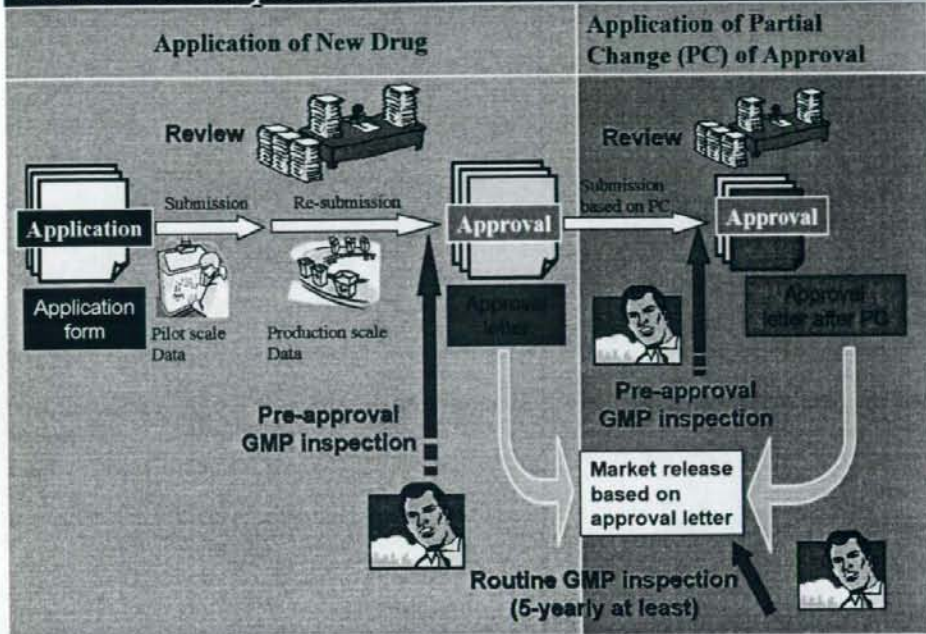 Application of New Drug
Application of Partial
Change (PC) of Approval
Review
Submission
Re-submission
Application
Approval
Application
form
Pilot scale
Data
Production scale
Data
Approval
letter
Pre-approval
GMP inspection
Review
Submission
based on PC
Approval
Approval
letter after PC
Pre-approval
GMP inspection
Market release
based on
approval letter
Routine GMP inspection
(5-yearly at least)